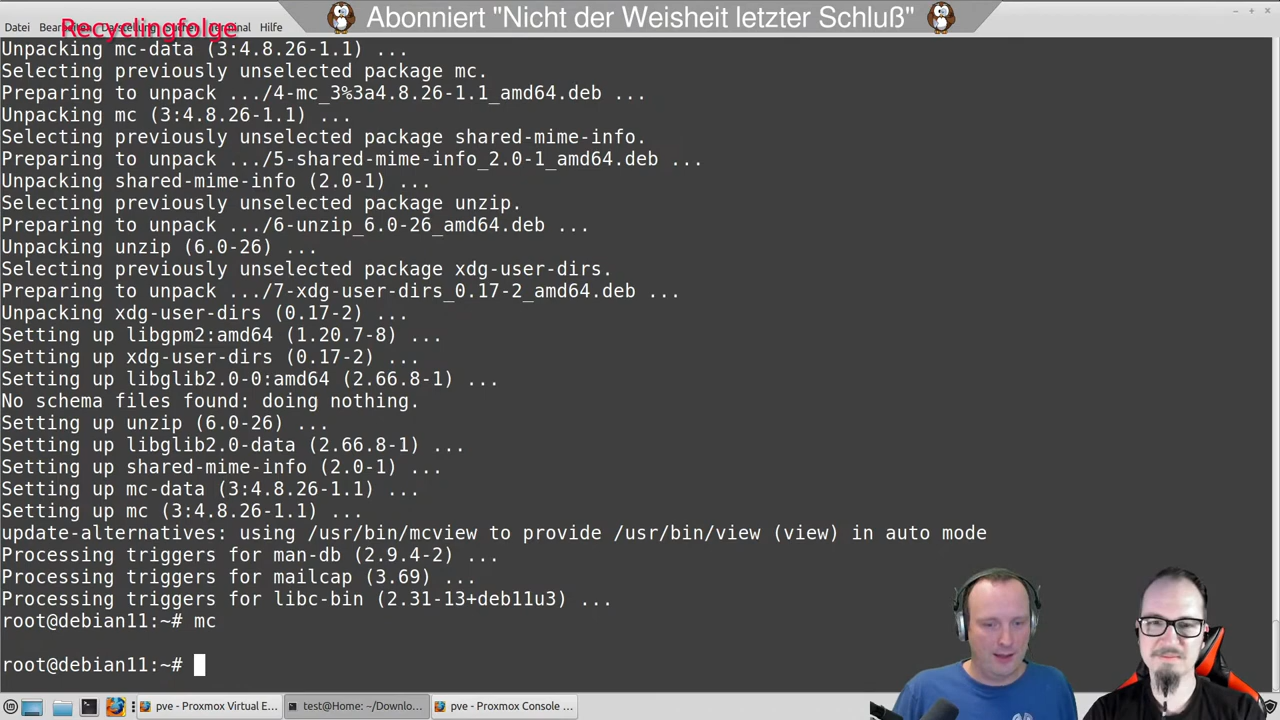 Abonniert "Nicht der Weisheit letzter Schluß"
Recyclingfolge
Datei Bearbeiten Darstellung Suchen Terminal Hilfe
Unpacking mc-data (3:4.8.26-1.1) ...
Selecting previously unselected package mc.
Preparing to unpack .../4-mc_3%3a4.8.26-1.1_amd64.deb ...
Unpacking mc (3:4.8.26-1.1) ...
Selecting previously unselected package shared-mime-info.
Preparing to unpack .../5-shared-mime-info_2.0-1_amd64.deb ...
Unpacking shared-mime-info (2.0-1) ...
Selecting previously unselected package unzip.
Preparing to unpack .../6-unzip_6.0-26_amd64.deb ...
Unpacking unzip (6.0-26) ...
Selecting previously unselected package xdg-user-dirs.
Preparing to unpack .../7-xdg-user-dirs_0.17-2_amd64.deb ...
Unpacking xdg-user-dirs (0.17-2) ...
Setting up libgpm2:amd64 (1.20.7-8) ...
Setting up xdg-user-dirs (0.17-2) ...
Setting up libglib2.0-0:amd64 (2.66.8-1) ...
No schema files found: doing nothing.
Setting up unzip (6.0-26) ...
Setting up libglib2.0-data (2.66.8-1) ...
Setting up shared-mime-info (2.0-1) ...
Setting up mc-data (3:4.8.26-1.1) ...
Setting up mc (3:4.8.26-1.1) ...
update-alternatives: using /usr/bin/mcview to provide /usr/bin/view (view) in auto mode
Processing triggers for man-db (2.9.4-2) ...
Processing triggers for mailcap (3.69) ...
Processing triggers for libc-bin (2.31-13+deb11u3) ...
root@debian11:~# mc
root@debian11:~#
pve - Proxmox Virtual E... test@Home: ~/Downlo... pve - Proxmox Console ...